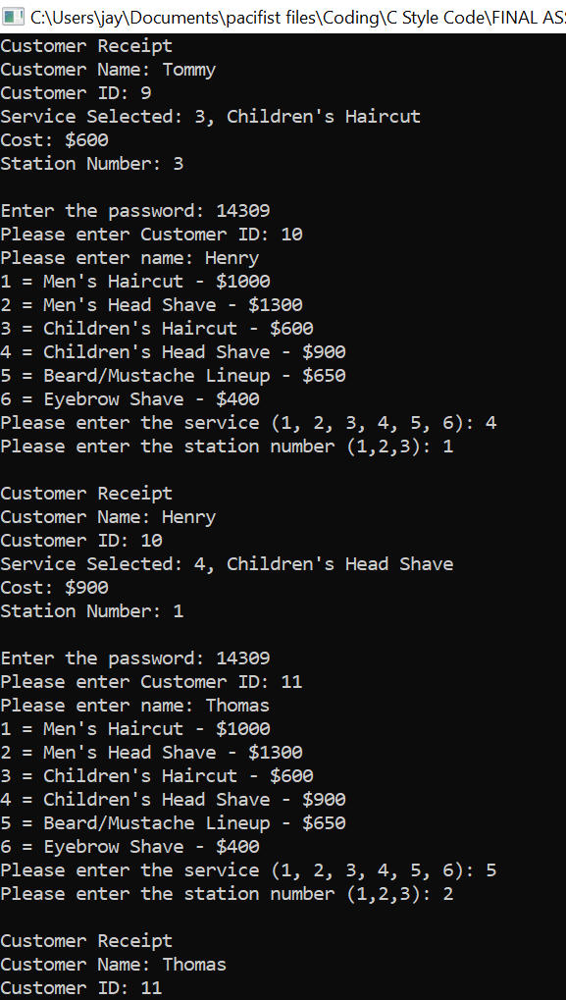 C:\Users\jay\Documents\pacifist files\Coding\C Style Code\FINAL AS
Customer Receipt
Customer Name: Tommy
Customer ID: 9
Service Selected: 3, Children's Haircut
Cost: $600
Station Number: 3
Enter the password: 14309
Please enter Customer ID: 10
Please enter name: Henry
1 = Men's Haircut - $1000
2 = Men's Head Shave - $1300
3 = Children's Haircut - $600
4 = Children's Head Shave - $900
5 = Beard/Mustache Lineup - $650
6 = Eyebrow Shave - $400
Please enter the service (1, 2, 3, 4, 5, 6): 4
Please enter the station number (1,2,3): 1
Customer Receipt
Customer Name: Henry
Customer ID: 10
Service Selected: 4, Children's Head Shave
Cost: $900
Station Number: 1
Enter the password: 14309
Please enter Customer ID: 11
Please enter name: Thomas
1 = Men's Haircut - $1000
2 = Men's Head Shave - $1300
3 = Children's Haircut - $600
4 = Children's Head Shave - $900
5 = Beard/Mustache Lineup - $650
6 = Eyebrow Shave - $400
Please enter the service (1, 2, 3, 4, 5, 6): 5
Please enter the station number (1,2,3): 2
Customer Receipt
Customer Name: Thomas
Customer ID: 11